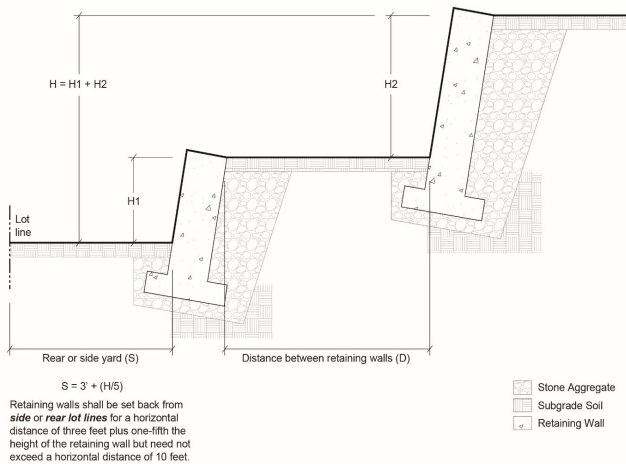 H2
H = H1 + H2
H1
Lot
line
Rear or side yard (S)
Distance between retaining walls (D)
S = 3' + (H/5)
Retaining walls shall be set back from
side or rear lot lines for a horizontal
distance of three feet plus one-fifth the
height of the retaining wall but need not
exceed a horizontal distance of 10 feet.
Stone Aggregate
Subgrade Soil
Retaining Wall